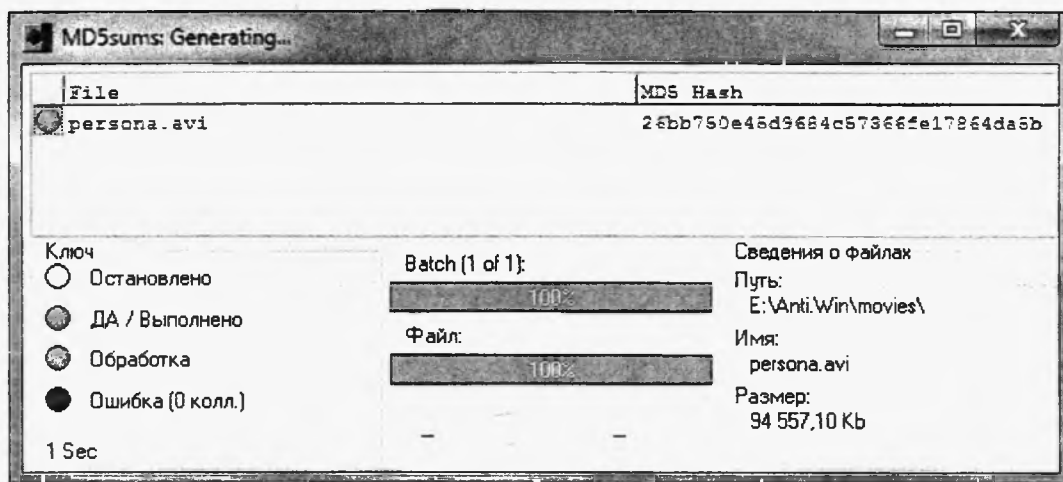 MD5sums: Generating...
File MD5 Hash
persona.avi
Ключ
Остановлено
ДА / Выполнено
Обработка
Ошибка (0 колл.)
1 Sec
Batch (1 of 1):
100%
Файл:
100%
Сведения о файлах
Путь:
E:\Anti.Win\movies\
Имя:
persona.avi
Размер:
94 557,10 Kb